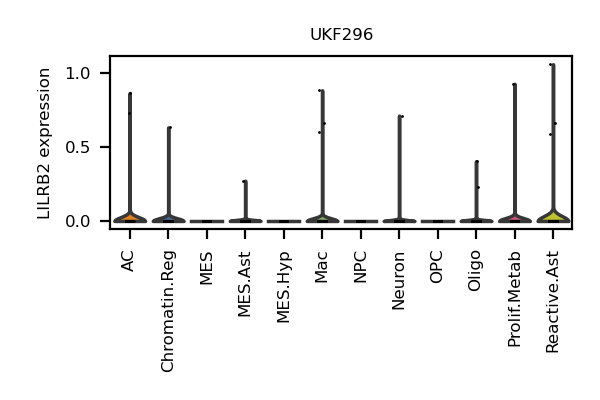 UKF296
LILRB2 expression
1.0
0.5
0.0
AC
Chromatin.Reg
MES
MES.Ast
MES.Hyp
Mac
NPC
Neuron
OPC
Oligo
Prolif.Metab
Reactive.Ast